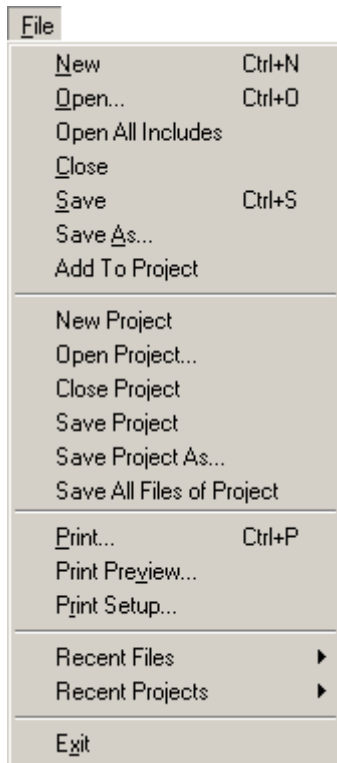 File
New Ctrl+N
Open... Ctrl+O
Open All Includes
Close
Save Ctrl+S
Save As...
Add To Project
New Project
Open Project...
Close Project
Save Project
Save Project As...
Save All Files of Project
Print... Ctrl+P
Print Preview...
Print Setup...
Recent Files
Recent Projects
Exit